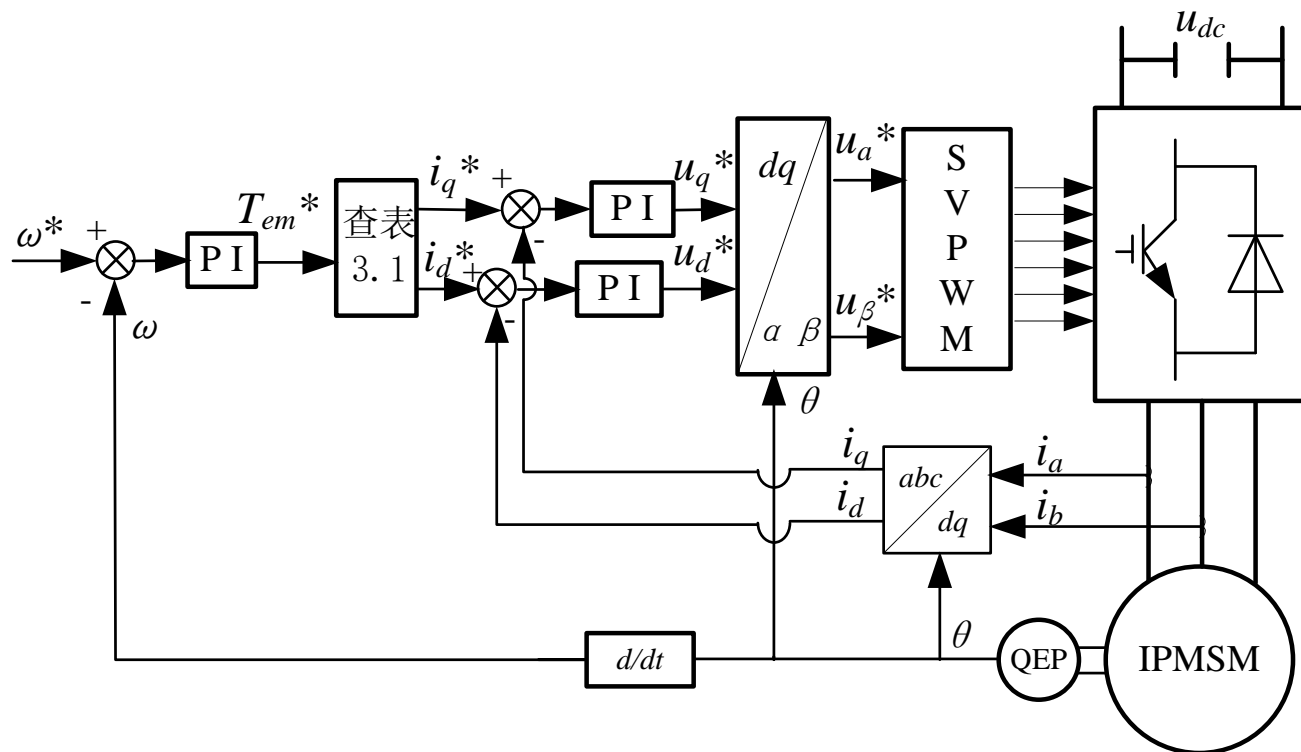 u_dc
ω*
+
-
ω
PI
T_em*
查表
3.1
i_q*
+
-
i_d*
+
-
PI
u_q*
PI
u_d*
dq
α β
θ
u_a*
u_β*
S
V
P
W
M
i_q
i_d
abc
dq
i_a
i_b
θ
d/dt
QEP
IPMSM